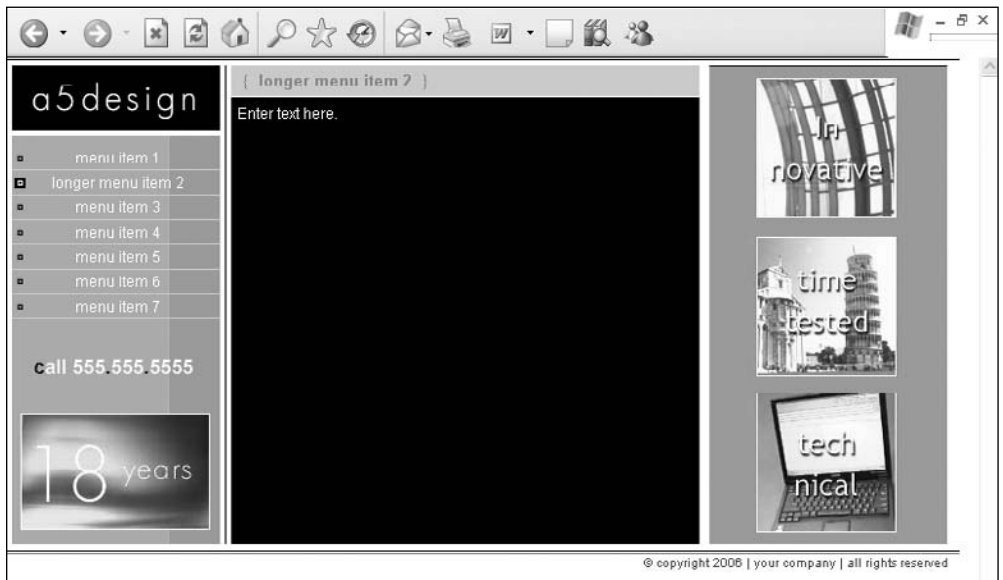 a5design
menu item 1
longer menu item 2
menu item 3
menu item 4
menu item 5
menu item 6
menu item 7
call 555.555.5555
18 years
{ longer menu item 2 }
Enter text here.
In
novative
time
tested
tech
nical
© copyright 2006 | your company | all rights reserved